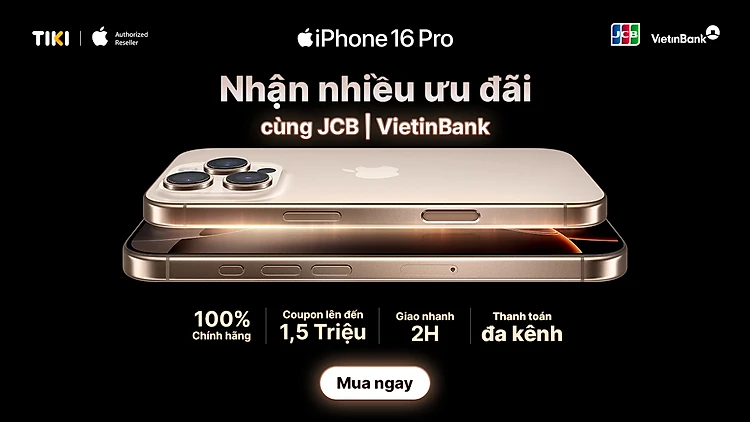 TIKI
Authorized
Reseller
iPhone 16 Pro
JCB
VietinBank
Nhận nhiều ưu đãi
cùng JCB | VietinBank
100%
Chính hãng
Coupon lên đến
1,5 Triệu
Giao nhanh
2H
Thanh toán
đa kênh
Mua ngay